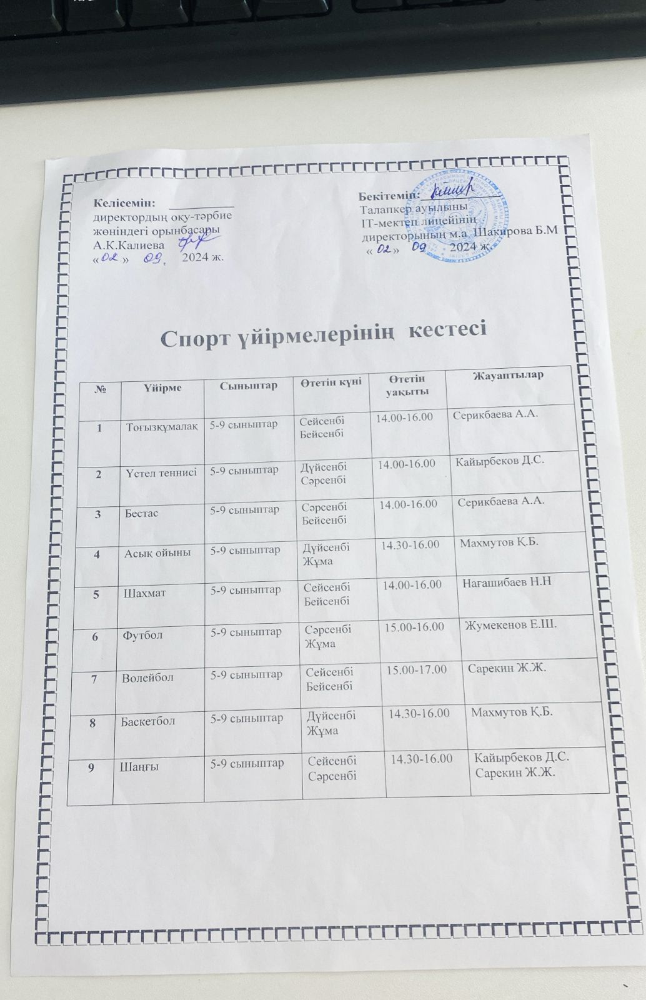 Келісемін: ___________
директордың оқу-тәрбие
жөніндегі орынбасары
А.К.Калиева
«02» 09. 2024 ж.
Бекітемін:
Талапкер ауылыны
ІТ-мектеп лицейінің
директорының м.а Шакирова Б.М
«02» 09 2024 ж.
Спорт үйірмелерінің кестесі
№ Үйірме Сыныптар Өтетін күні Өтетін уақыты Жауаптылар
1 Тоғызқұмалақ 5-9 сыныптар Сейсенбі 14.00-16.00 Серикбаева А.А.
Бейсенбі
2 Үстел теннисі 5-9 сыныптар Дүйсенбі 14.00-16.00 Кайырбеков Д.С.
Сәрсенбі
3 Бестас 5-9 сыныптар Сәрсенбі 14.00-16.00 Серикбаева А.А.
Бейсенбі
4 Асық ойыны 5-9 сыныптар Дүйсенбі 14.30-16.00 Махмутов Қ.Б.
Жұма
5 Шахмат 5-9 сыныптар Сейсенбі 14.00-16.00 Нағашибаев Н.Н
Бейсенбі
6 Футбол 5-9 сыныптар Сәрсенбі 15.00-16.00 Жумекенов Е.Ш.
Жұма
7 Волейбол 5-9 сыныптар Сейсенбі 15.00-17.00 Сарекин Ж.Ж.
Бейсенбі
8 Баскетбол 5-9 сыныптар Дүйсенбі 14.30-16.00 Махмутов Қ.Б.
Жұма
9 Шаңғы 5-9 сыныптар Сейсенбі 14.30-16.00 Кайырбеков Д.С.
Сәрсенбі Сарекин Ж.Ж.